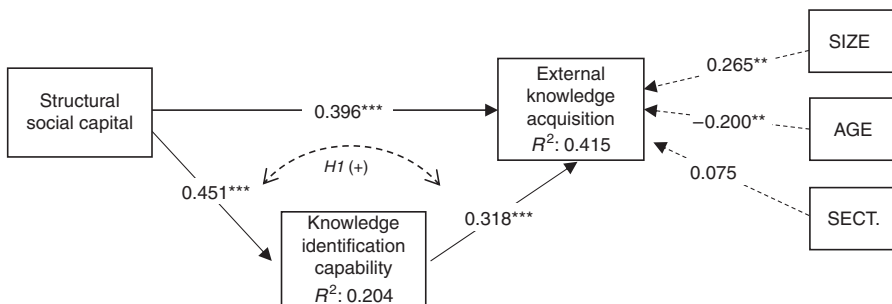 Structural
social capital
0.396***
0.451***
H1 (+)
Knowledge
identification
capability
R²: 0.204
0.318***
External
knowledge
acquisition
R²: 0.415
0.265**
−0.200**
0.075
SIZE
AGE
SECT.